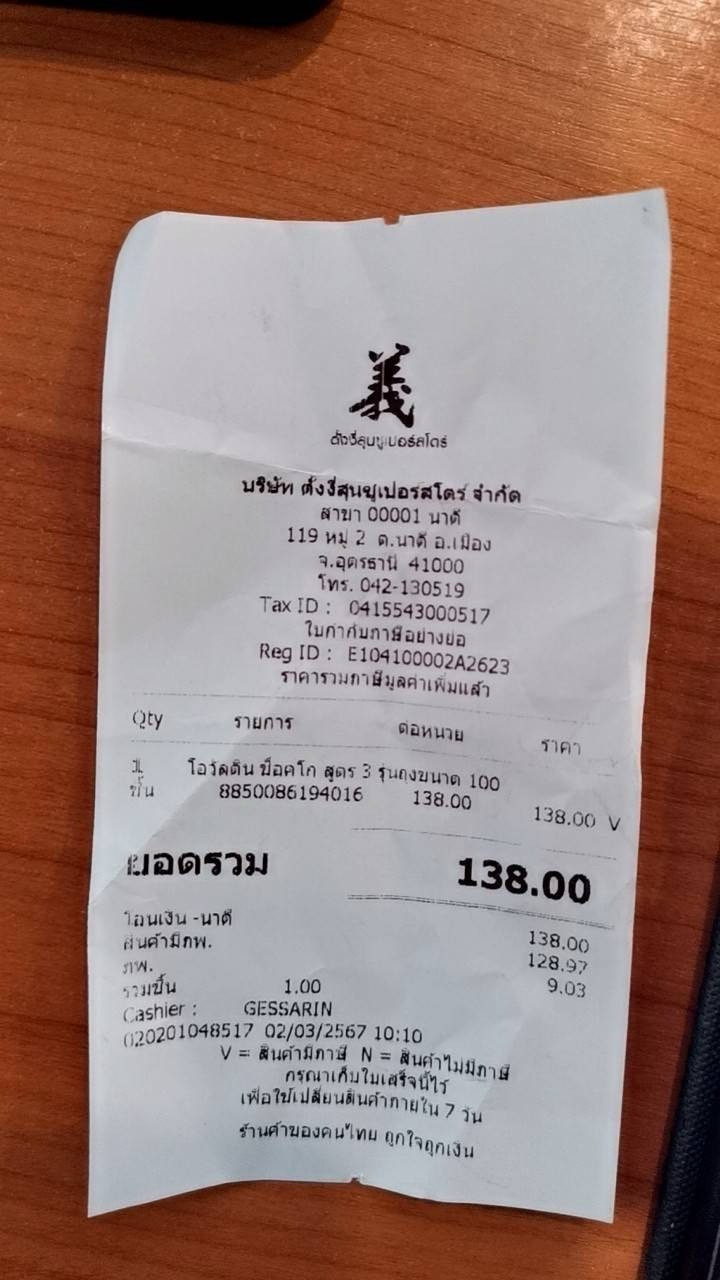 義
ตั้งงี่สุนซูเปอร์สโตร์
บริษัท ตั้งงี่สุนซูเปอร์สโตร์ จำกัด
สาขา 00001 นาดี
119 หมู่ 2 ต.นาดี อ.เมือง
จ.อุดรธานี 41000
โทร. 042-130519
Tax ID : 0415543000517
ใบกำกับภาษีอย่างย่อ
Reg ID : E104100002A2623
ราคารวมภาษีมูลค่าเพิ่มแล้ว
Qty รายการ ต่อหน่วย ราคา
1 โอวัลติน ช็อคโก สูตร 3 รุ่นถุงขนาด 100
ชิ้น 8850086194016 138.00 138.00 V
ยอดรวม 138.00
โอนเงิน -นาดี 138.00
สินค้ามีภพ. 128.97
ภพ. 9.03
รวมชิ้น 1.00
Cashier : GESSARIN
020201048517 02/03/2567 10:10
V = สินค้ามีภาษี N = สินค้าไม่มีภาษี
กรุณาเก็บใบเสร็จนี้ไว้
เพื่อใช้เปลี่ยนสินค้าภายใน 7 วัน
ร้านค้าของคนไทย ถูกใจถูกเงิน